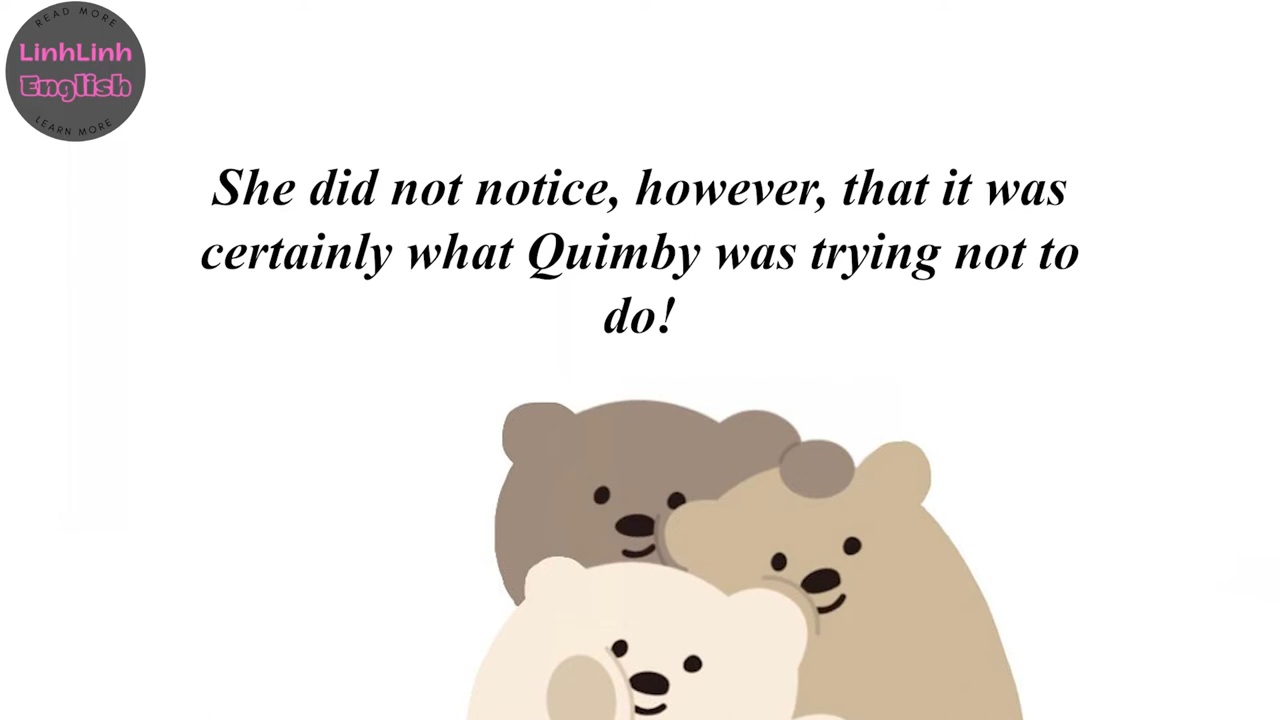 READ MORE
LinhLinh
English
LEARN MORE
She did not notice, however, that it was
certainly what Quimby was trying not to
do!